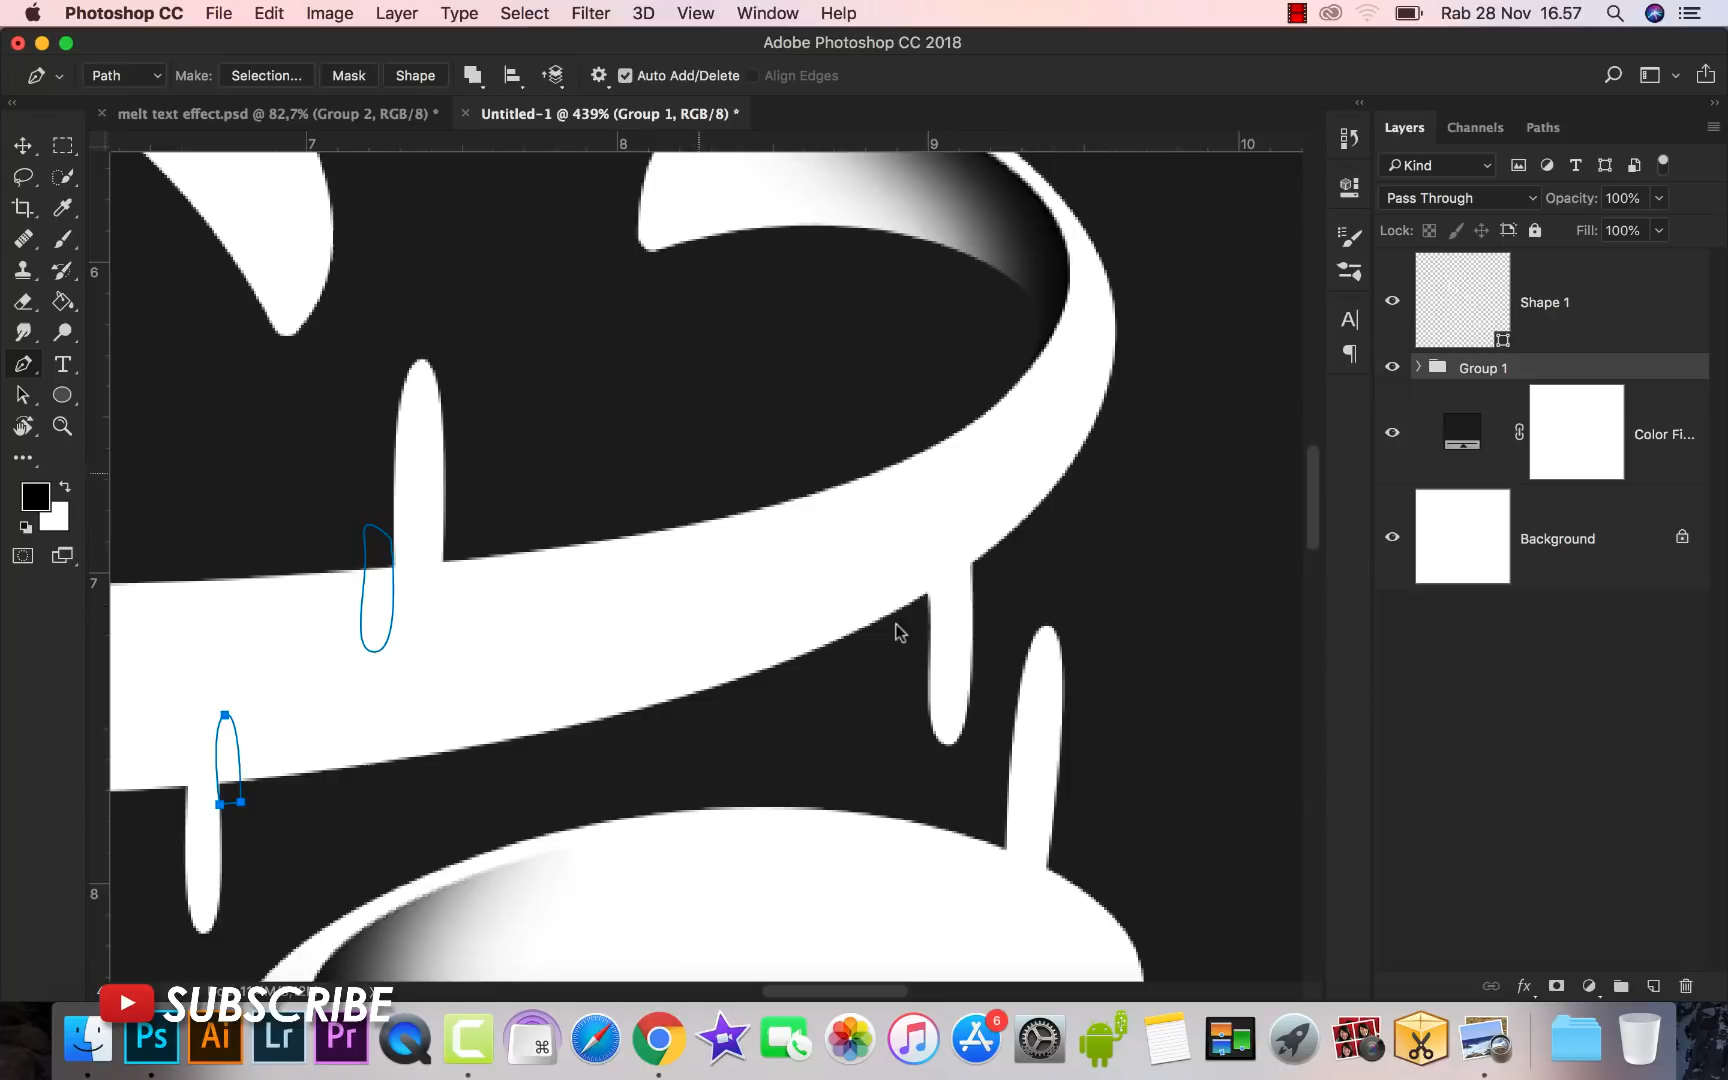 Photoshop CC File Edit Image Layer Type Select Filter 3D View Window Help Rab 28 Nov 16.57
Adobe Photoshop CC 2018
Path Make: Selection... Mask Shape Auto Add/Delete Align Edges
melt text effect.psd @ 82,7% (Group 2, RGB/8) * Untitled-1 @ 439% (Group 1, RGB/8) *
Layers Channels Paths
7 8 9 10
Kind
Pass Through Opacity: 100%
Lock: Fill: 100%
6
Shape 1
A|
Group 1
Color Fi...
Background
7
8
fx
SUBSCRIBE
Ps Ai Lr Pr
6